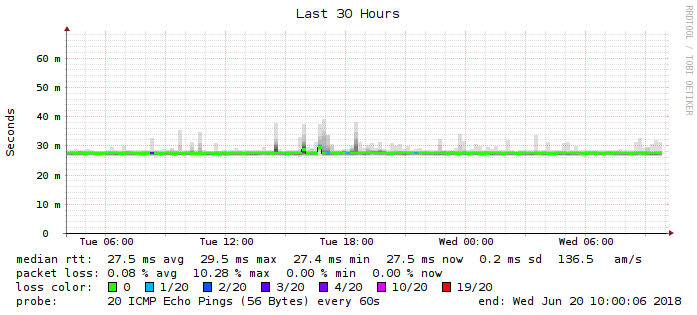 Last 30 Hours
RRDTOOL / TOBI OETIKER
Seconds
60 m
50 m
40 m
30 m
20 m
10 m
0
Tue 06:00 Tue 12:00 Tue 18:00 Wed 00:00 Wed 06:00
median rtt: 27.5 ms avg 29.5 ms max 27.4 ms min 27.5 ms now 0.2 ms sd 136.5 am/s
packet loss: 0.08 % avg 10.28 % max 0.00 % min 0.00 % now
loss color: 0 1/20 2/20 3/20 4/20 10/20 19/20
probe: 20 ICMP Echo Pings (56 Bytes) every 60s end: Wed Jun 20 10:00:06 2018